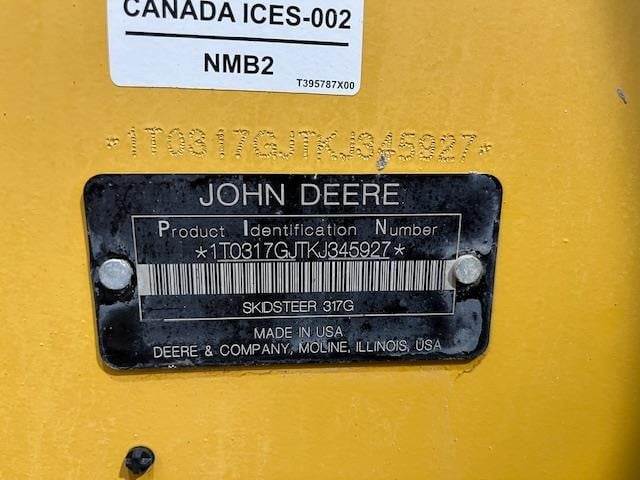 CANADA ICES-002
NMB2
T395787X00
*1T0317GJTKJ345927*
JOHN DEERE
Product Identification Number
*1T0317GJTKJ345927*
SKIDSTEER 317G
MADE IN USA
DEERE & COMPANY, MOLINE, ILLINOIS, USA